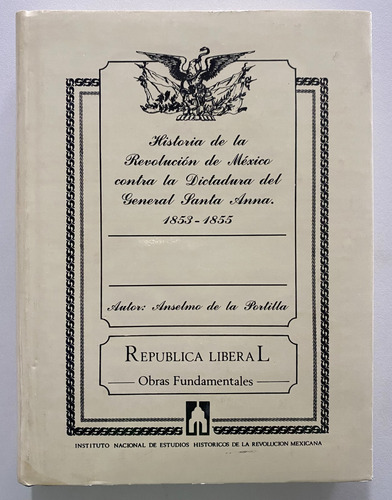 Historia de la
Revolución de México
contra la Dictadura del
General Santa Anna.
1853-1855
Autor: Anselmo de la Portilla
REPUBLICA LIBERAL
Obras Fundamentales
INSTITUTO NACIONAL DE ESTUDIOS HISTORICOS DE LA REVOLUCION MEXICANA